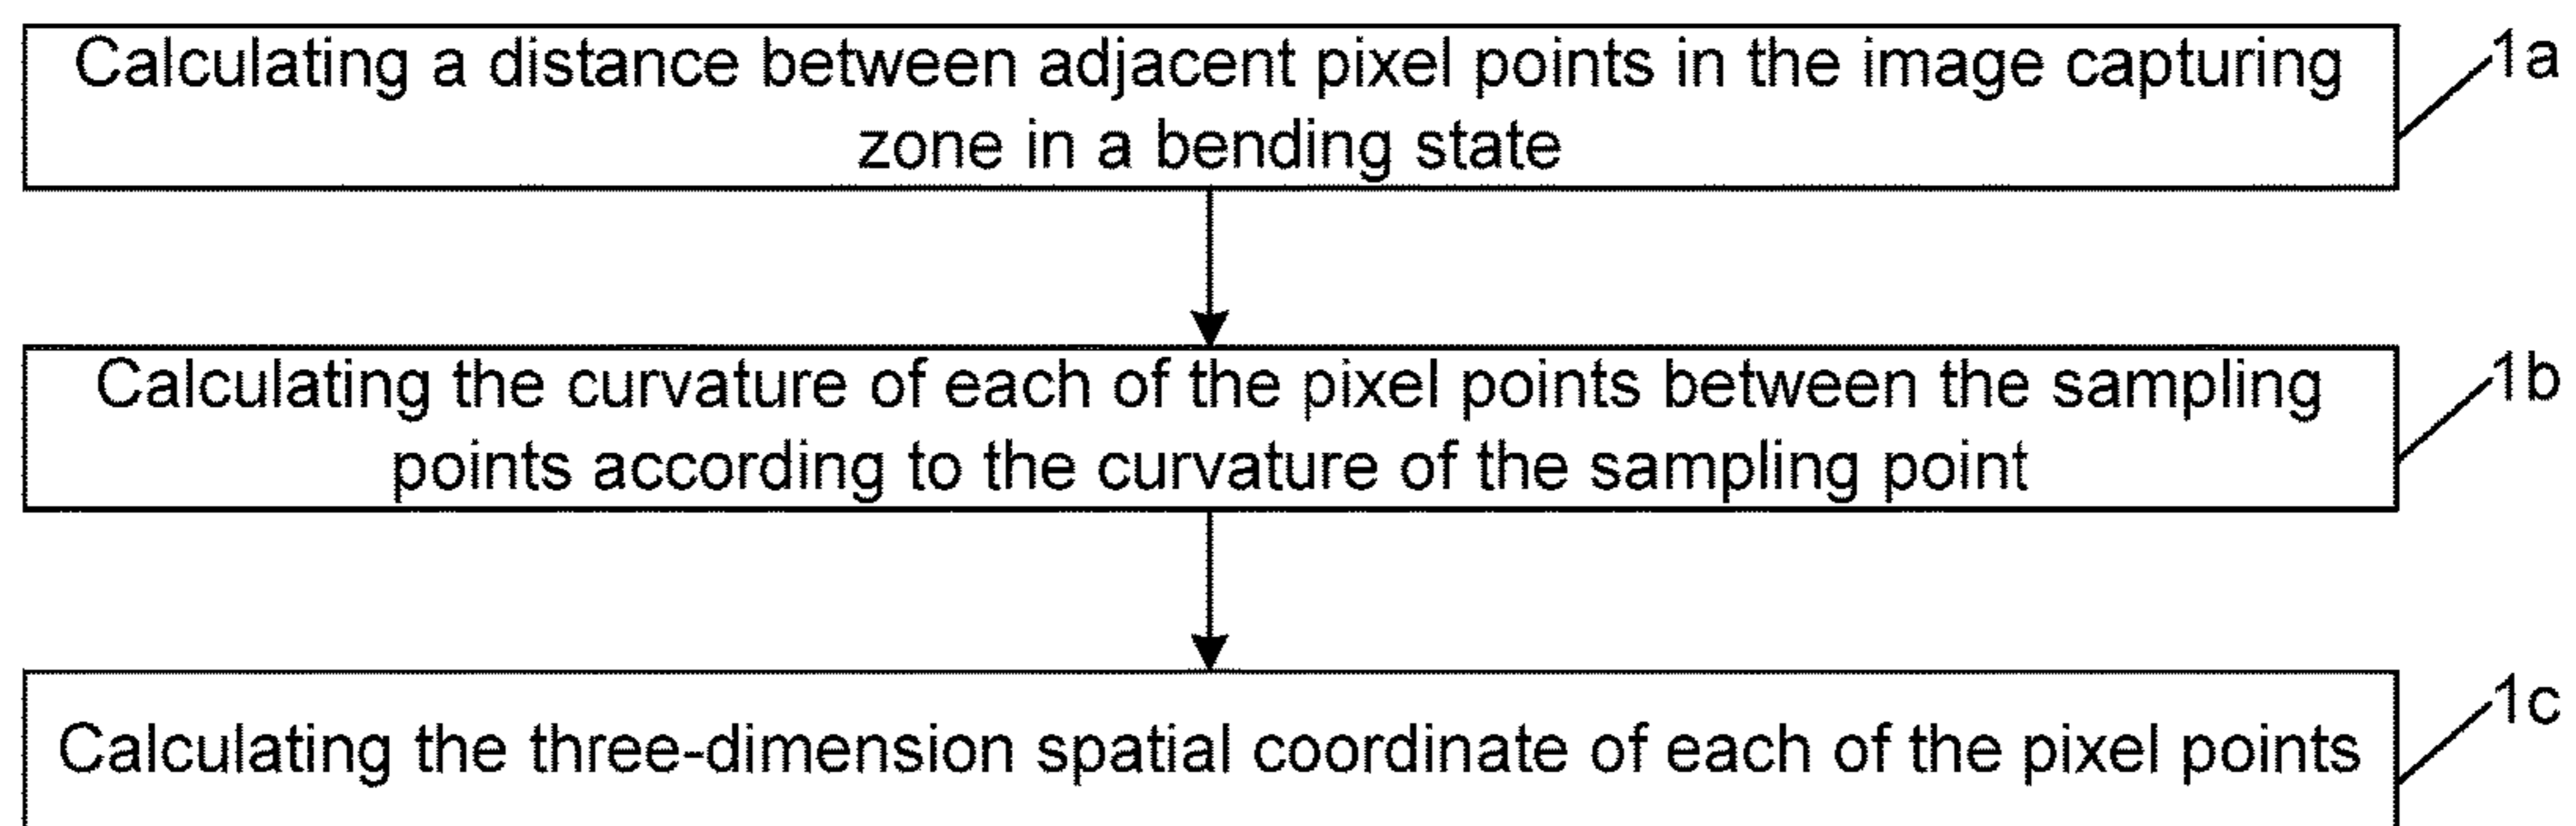 Calculating a distance between adjacent pixel points in the image capturing
zone in a bending state
1a
Calculating the curvature of each of the pixel points between the sampling
points according to the curvature of the sampling point
1b
Calculating the three-dimension spatial coordinate of each of the pixel points
1c